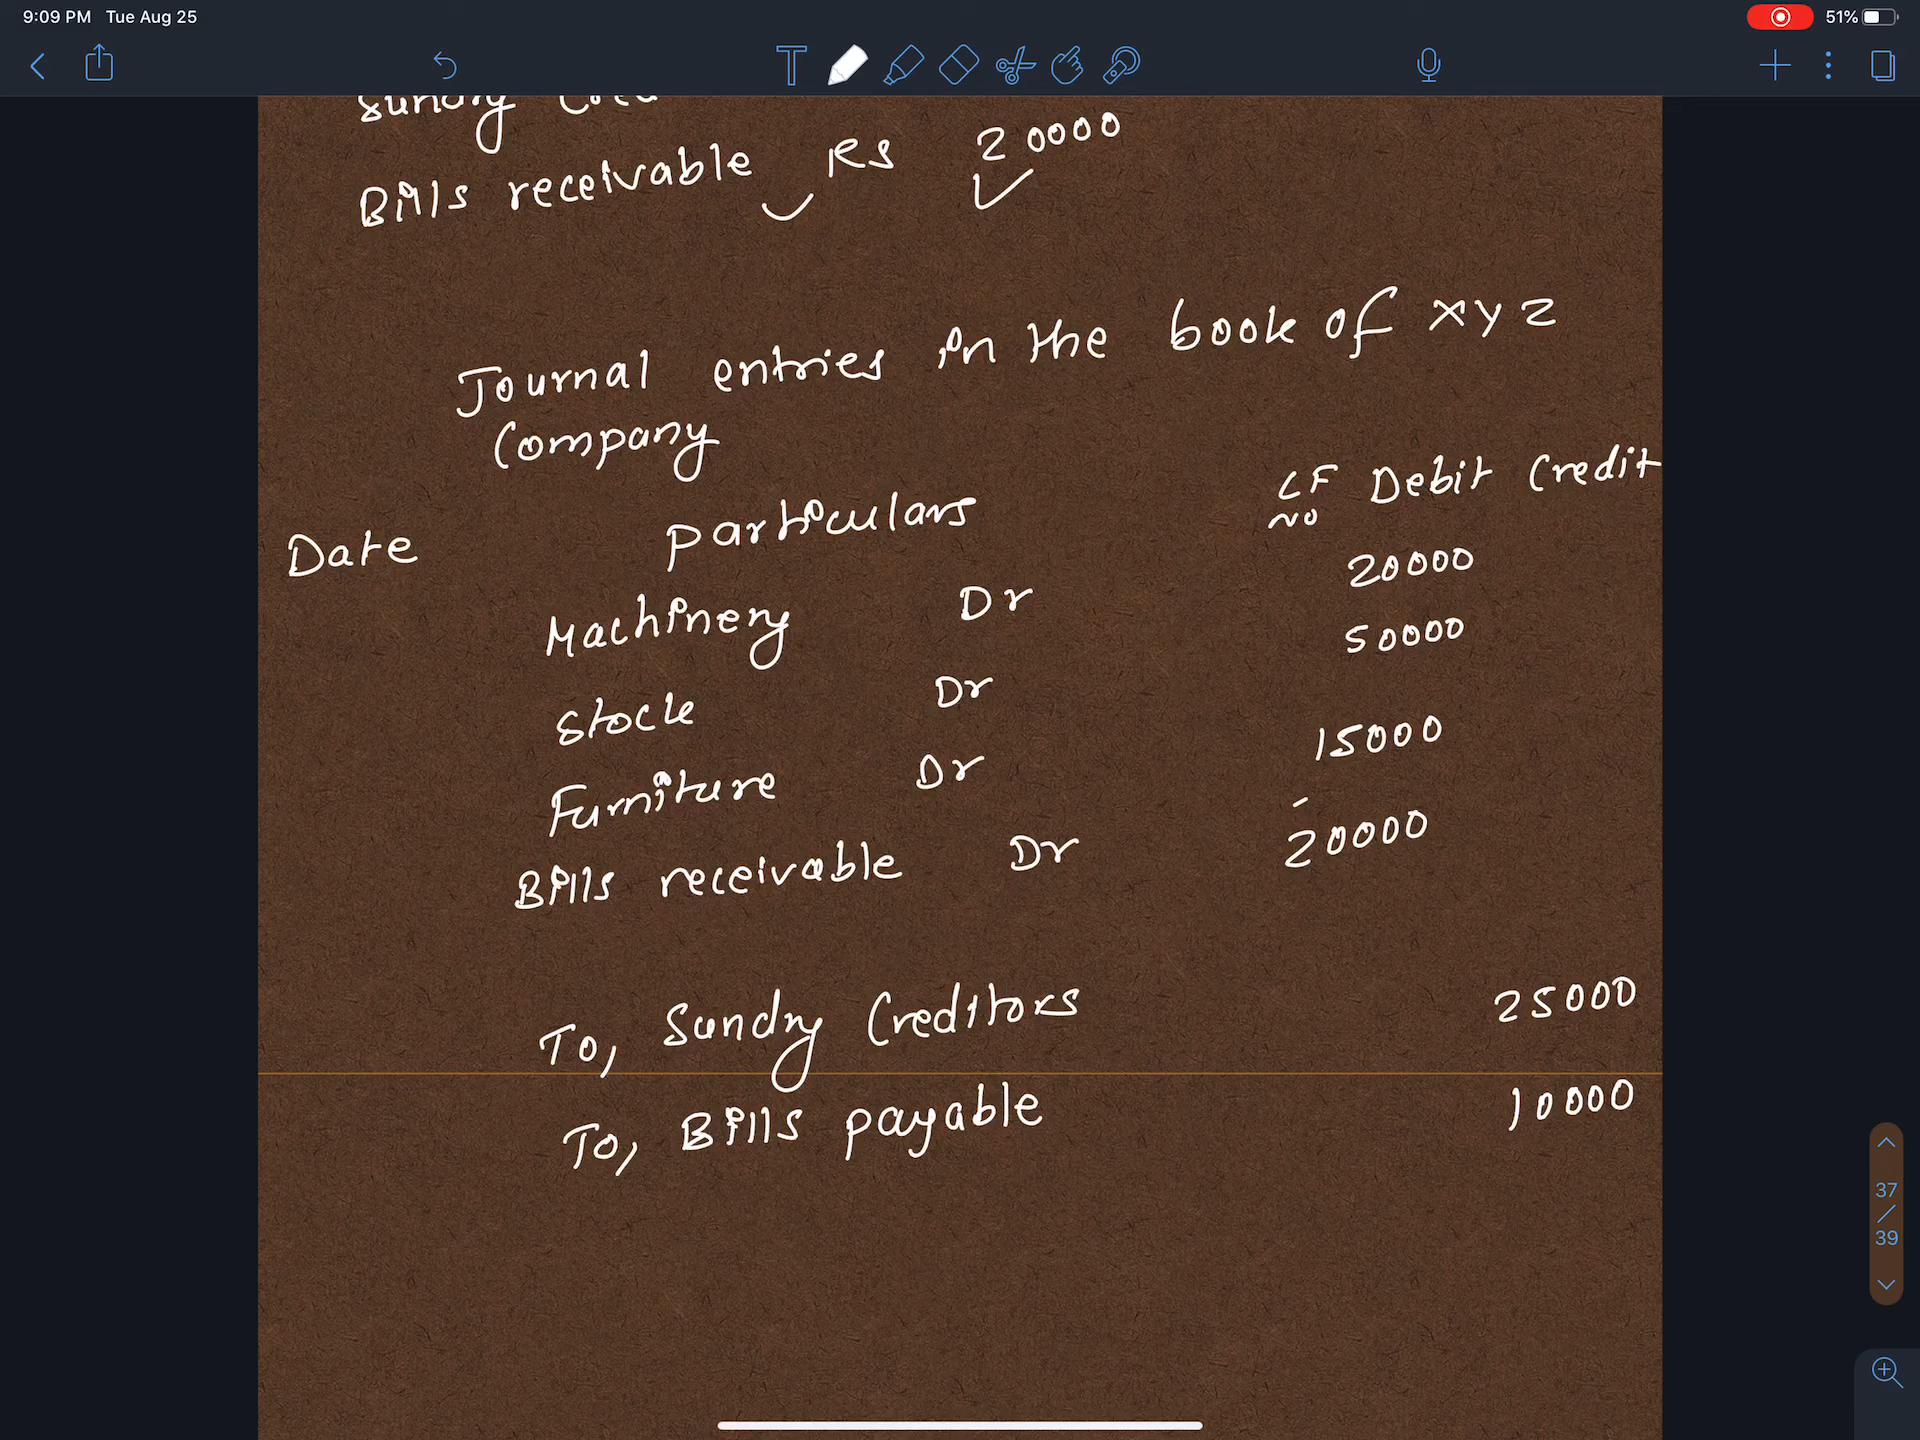 9:09 PM Tue Aug 25
51%
Sundry
Bills receivable Rs 20000
Journal entries in the book of xyz
Company
Date Particulars LF Debit Credit
No
Machinery Dr 20000
Stock Dr 50000
Furniture Dr 15000
Bills receivable Dr 20000
To, Sundry Creditors 25000
To, Bills payable 10000
37
/
39